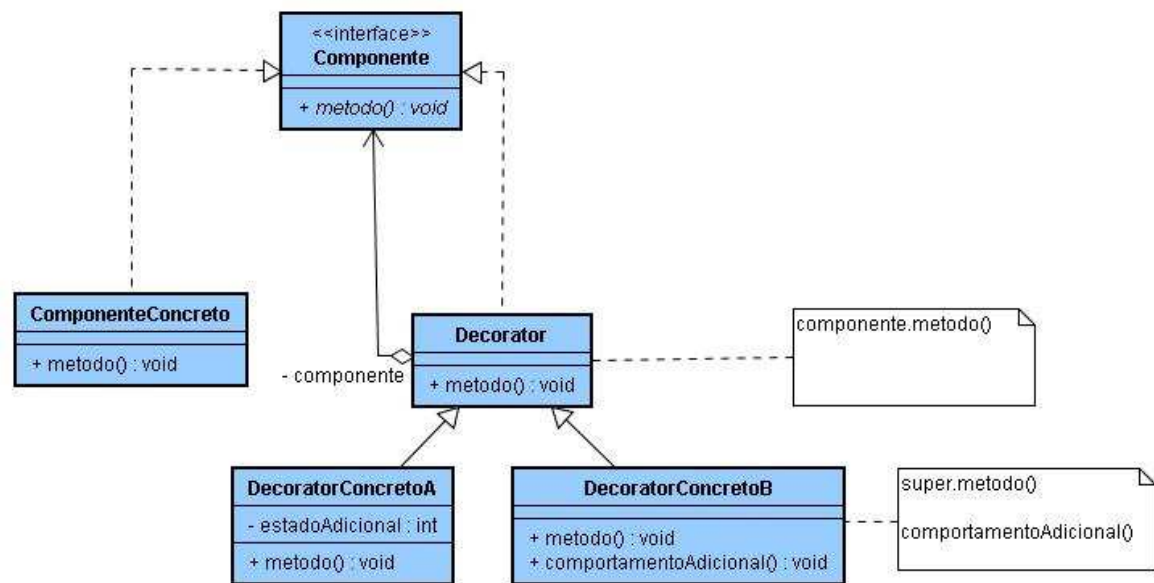 <<interface>>
Componente
+ metodo() : void
ComponenteConcreto
+ metodo() : void
- componente
Decorator
+ metodo() : void
componente.metodo()
DecoratorConcretoA
- estadoAdicional : int
+ metodo() : void
DecoratorConcretoB
+ metodo() : void
+ comportamentoAdicional() : void
super.metodo()
comportamentoAdicional()